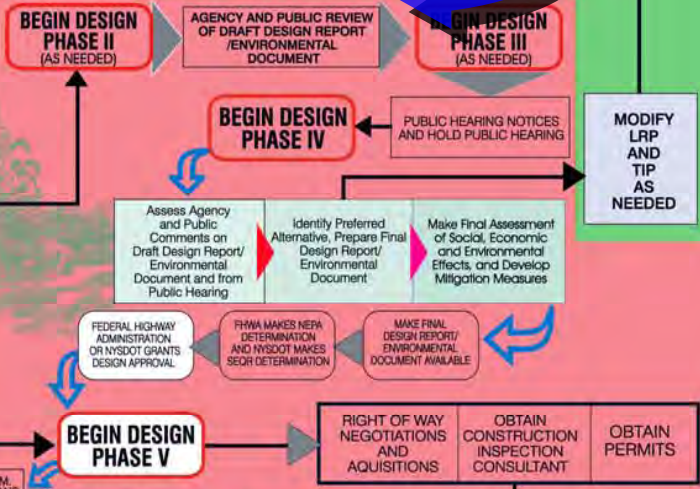 BEGIN DESIGN
PHASE II
(AS NEEDED)
AGENCY AND PUBLIC REVIEW
OF DRAFT DESIGN REPORT
/ENVIRONMENTAL
DOCUMENT
BEGIN DESIGN
PHASE III
(AS NEEDED)
BEGIN DESIGN
PHASE IV
PUBLIC HEARING NOTICES
AND HOLD PUBLIC HEARING
MODIFY
LRP
AND
TIP
AS
NEEDED
Assess Agency
and Public
Comments on
Draft Design Report/
Environmental
Document and from
Public Hearing
Identify Preferred
Alternative, Prepare Final
Design Report/
Environmental
Document
Make Final Assessment
of Social, Economic
and Environmental
Effects, and Develop
Mitigation Measures
FEDERAL HIGHWAY
ADMINISTRATION
OR NYSDOT GRANTS
DESIGN APPROVAL
FHWA MAKES NEPA
DETERMINATION
AND NYSDOT MAKES
SEQR DETERMINATION
MAKE FINAL
DESIGN REPORT/
ENVIRONMENTAL
DOCUMENT AVAILABLE
BEGIN DESIGN
PHASE V
RIGHT OF WAY
NEGOTIATIONS
AND
AQUISITIONS
OBTAIN
CONSTRUCTION
INSPECTION
CONSULTANT
OBTAIN
PERMITS